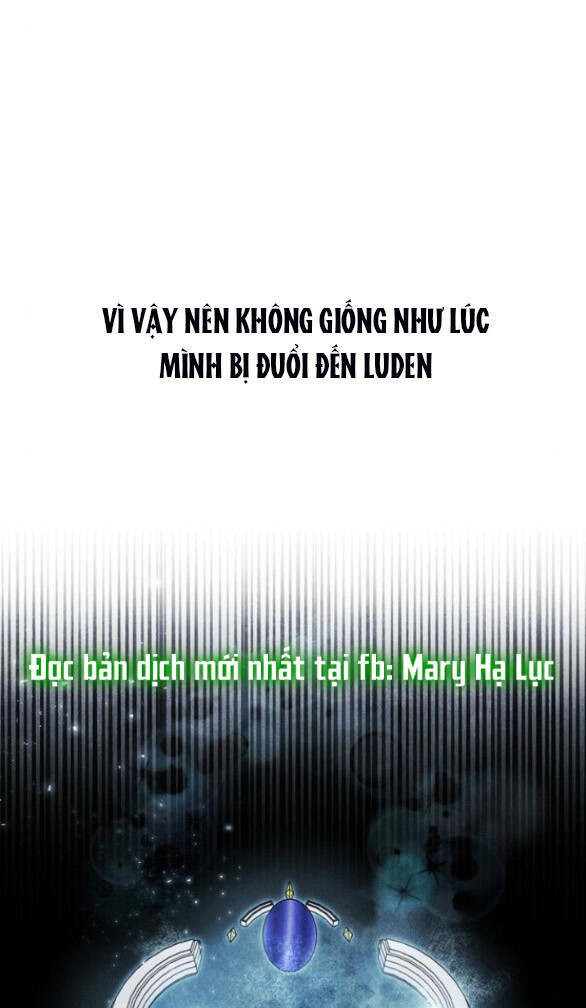 VÌ VẬY NÊN KHÔNG GIỐNG NHƯ LÚC
MÌNH BỊ ĐUỔI ĐẾN LUDEN
Đọc bản dịch mới nhất tại fb: Mary Hạ Lục